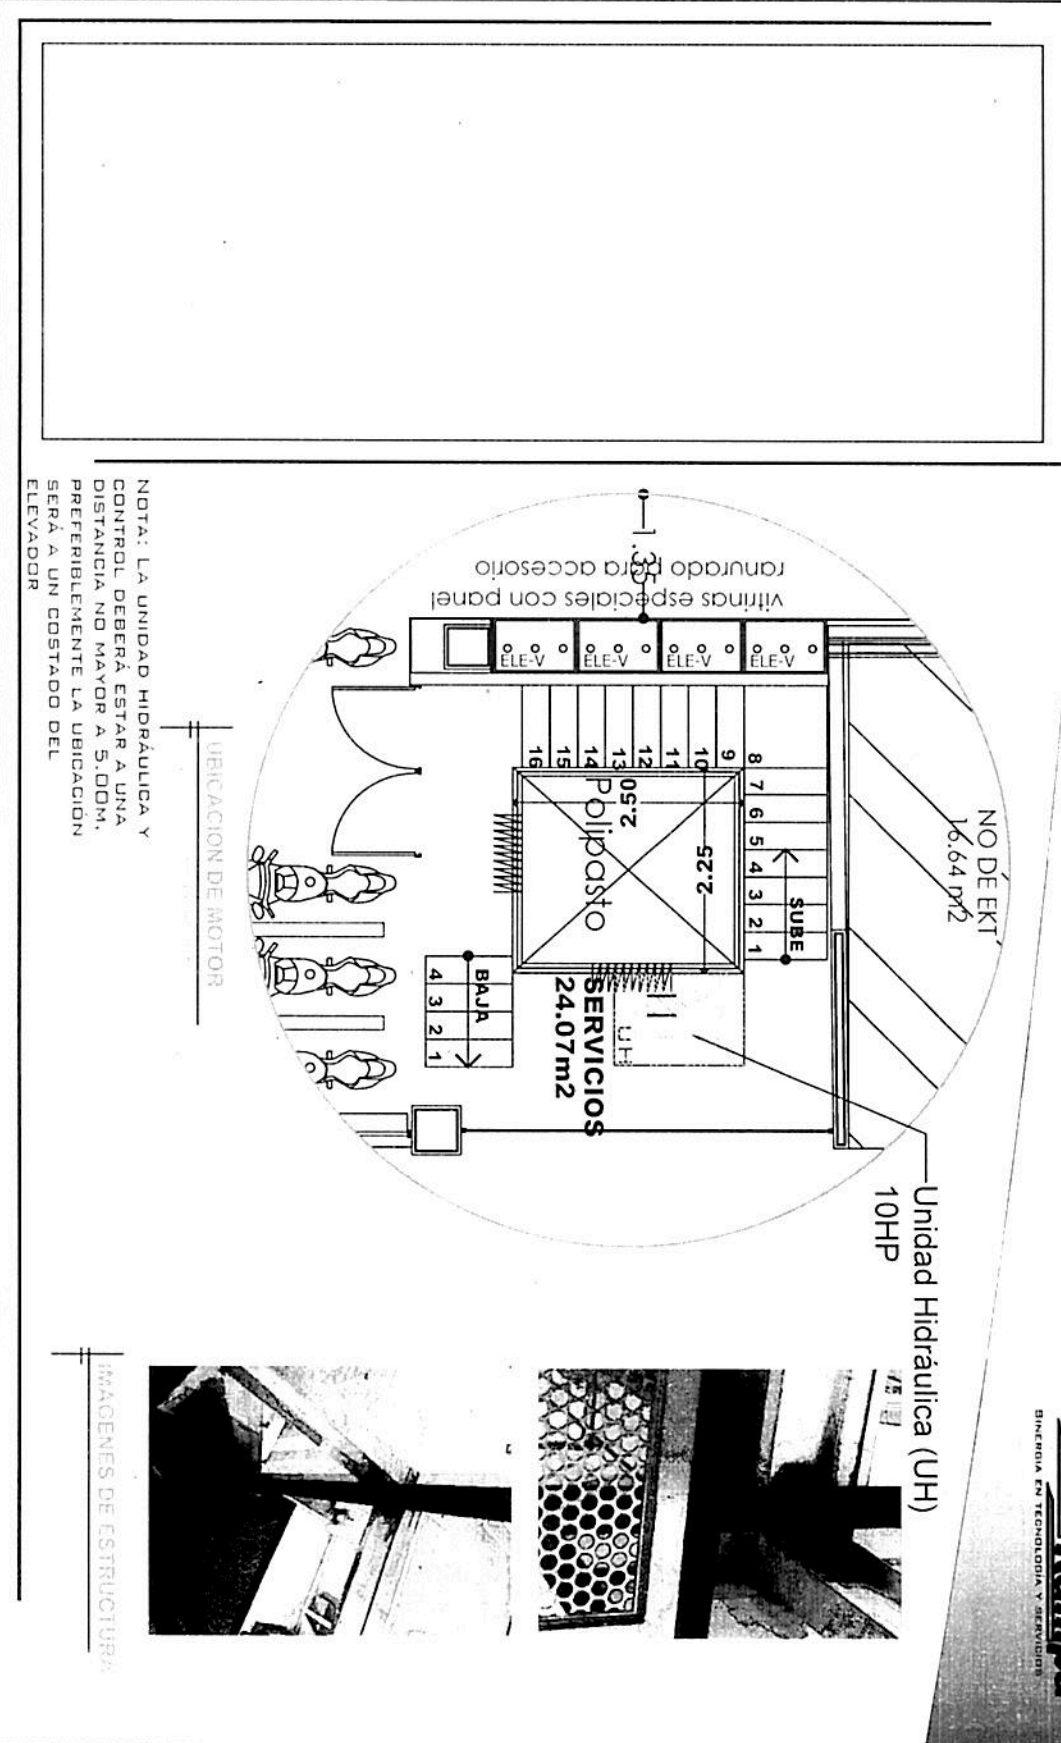 NOTA: LA UNIDAD HIDRÁULICA Y
CONTROL DEBERÁ ESTAR A UNA
DISTANCIA NO MAYOR A 5.00M,
PREFERIBLEMENTE LA UBICACIÓN
SERÁ A UN COSTADO DEL
ELEVADOR
UBICACION DE MOTOR
1.35
vitrinas especiales con panel
ranurado para accesorio
ELE-V
ELE-V
ELE-V
ELE-V
16
15
14
13
12
11
10
9
8
7
6
5
4
3
2
1
SUBE
2.50
2.25
Polipasto
BAJA
4
3
2
1
SERVICIOS
24.07m2
UH
NO DE EKT
16.64 m2
Unidad Hidráulica (UH)
10HP
IMAGENES DE ESTRUCTURA
SINERGIA EN TECNOLOGÍA Y SERVICIOS